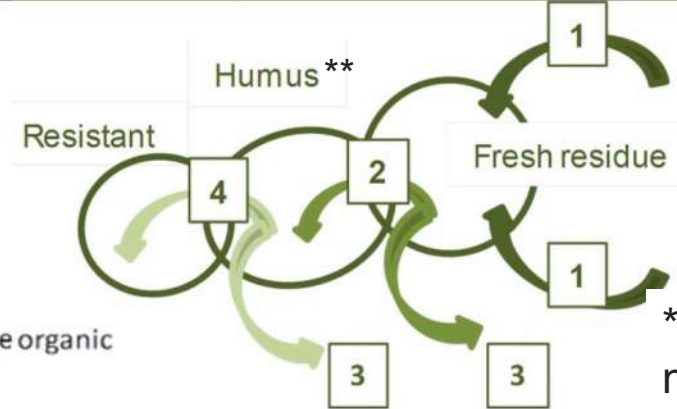 1
Humus **
Resistant
Fresh residue
2
4
1
e organic
*
n
3
3